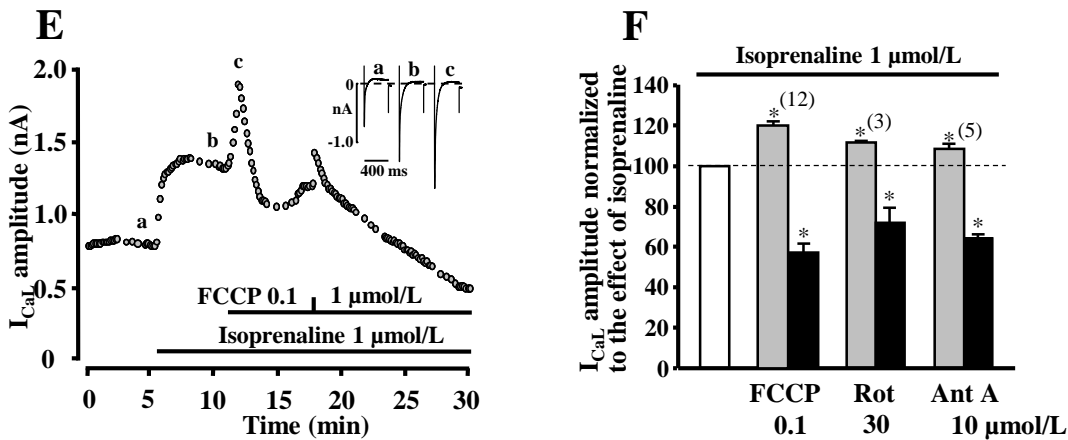 E
I_CaL amplitude (nA)
2.0
1.5
1.0
0.5
0
a
b
c
a b c
0
nA
-1.0
400 ms
FCCP 0.1 1 µmol/L
Isoprenaline 1 µmol/L
0 5 10 15 20 25 30
Time (min)
F
Isoprenaline 1 µmol/L
I_CaL amplitude normalized
to the effect of isoprenaline
140
120
100
80
60
40
20
0
*(12)
*
*(3)
*
*(5)
*
FCCP Rot Ant A
0.1 30 10 µmol/L